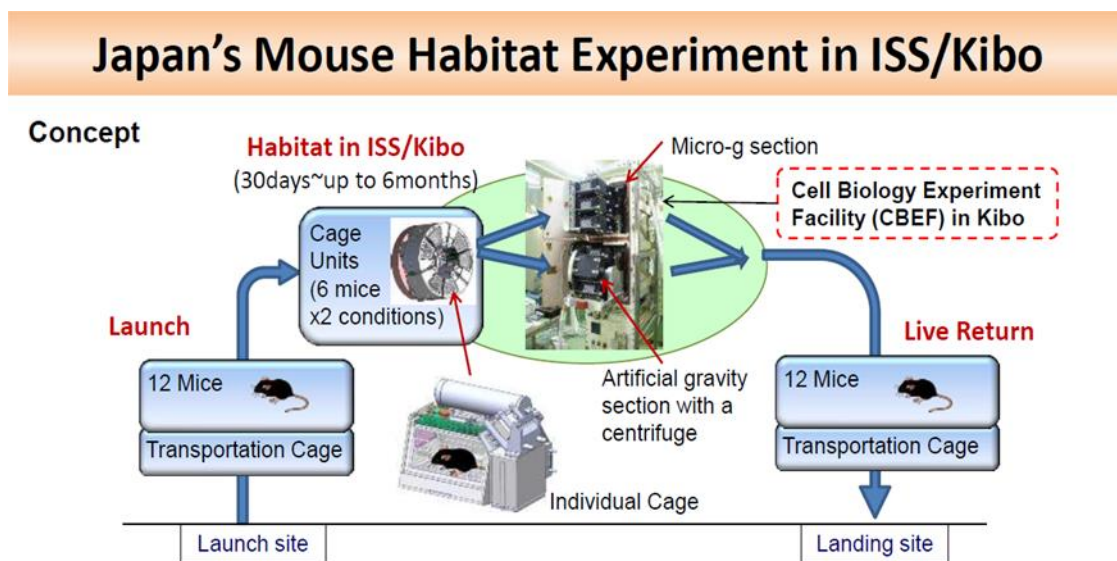 Japan's Mouse Habitat Experiment in ISS/Kibo
Concept
Habitat in ISS/Kibo
(30days~up to 6months)
Micro-g section
Cell Biology Experiment
Facility (CBEF) in Kibo
Cage
Units
(6 mice
x2 conditions)
Launch
Live Return
12 Mice
Transportation Cage
Artificial gravity
section with a
centrifuge
12 Mice
Transportation Cage
Individual Cage
Launch site
Landing site